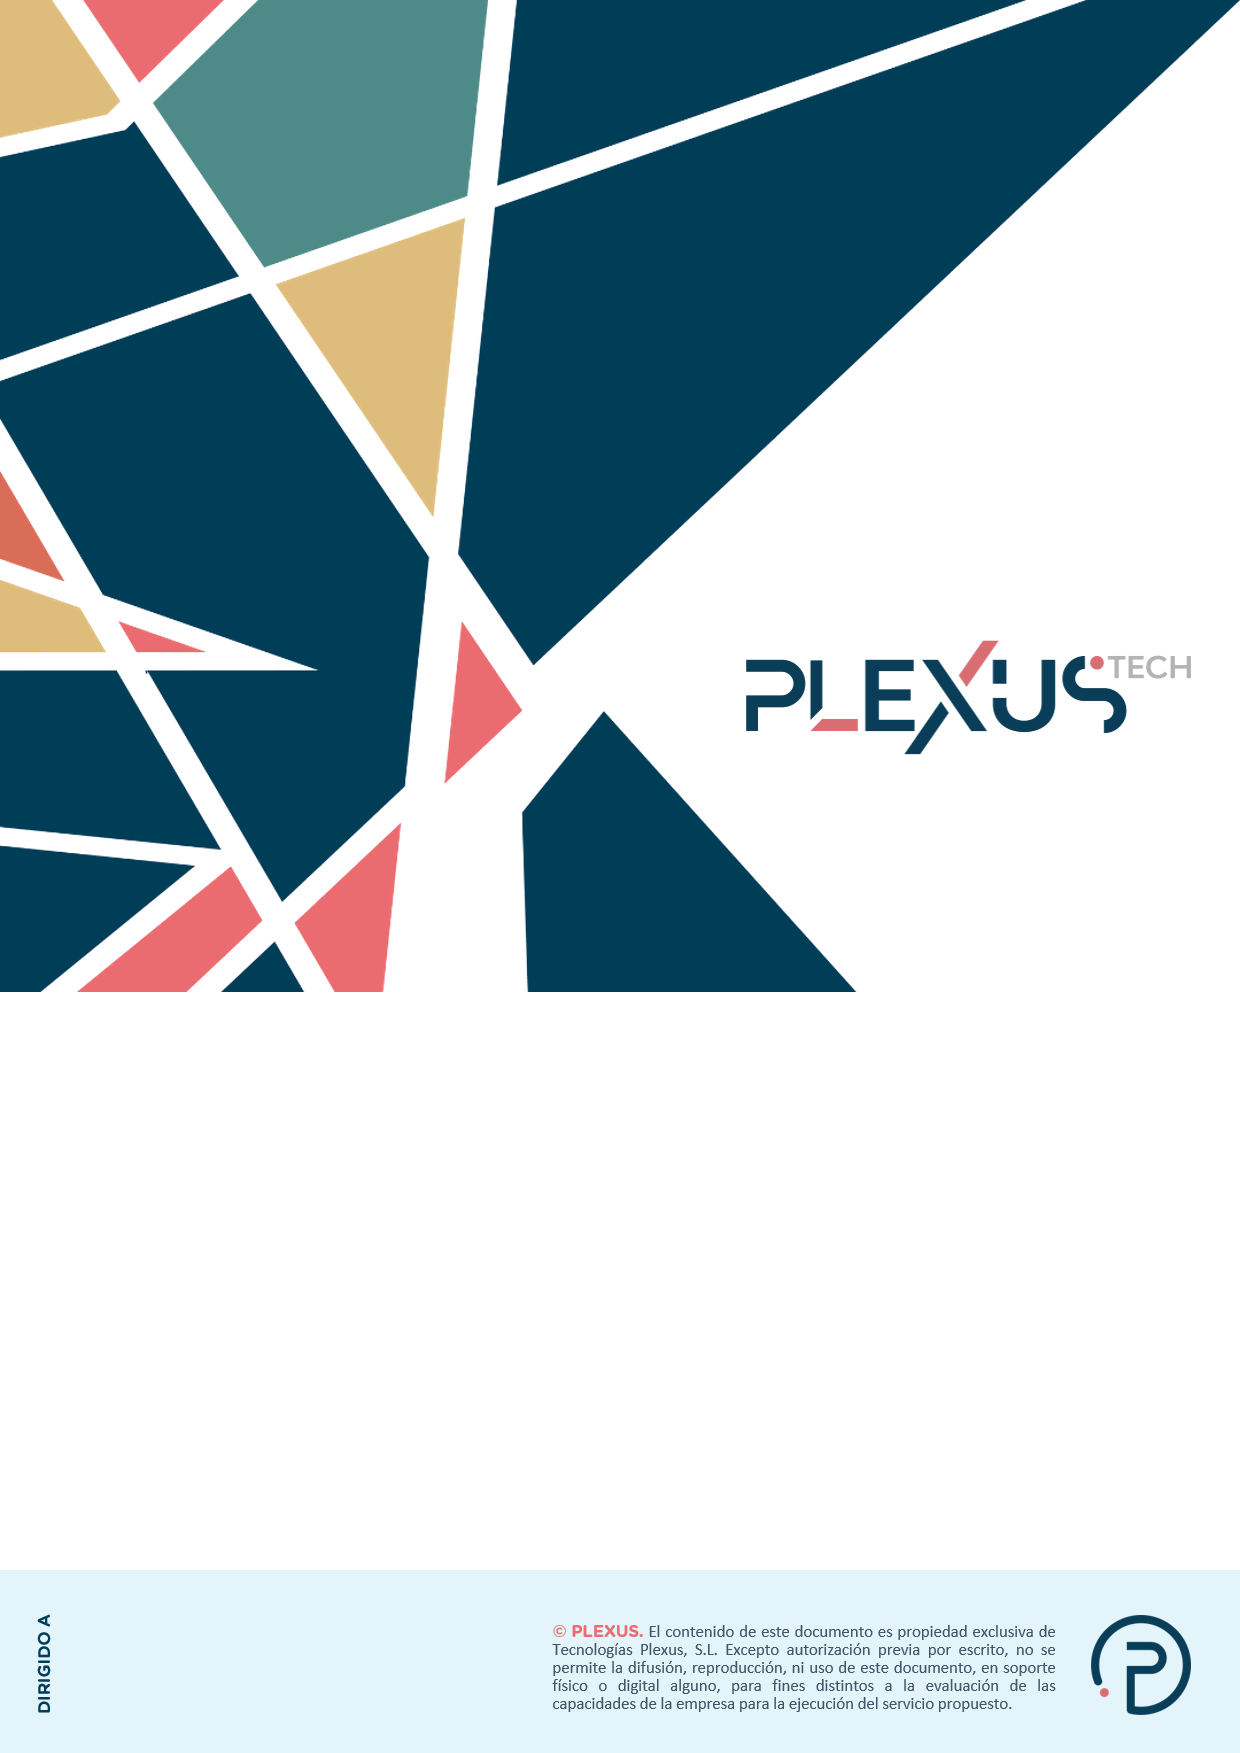 PLEXUS TECH
DIRIGIDO A
© PLEXUS. El contenido de este documento es propiedad exclusiva de
Tecnologías Plexus, S.L. Excepto autorización previa por escrito, no se
permite la difusión, reproducción, ni uso de este documento, en soporte
físico o digital alguno, para fines distintos a la evaluación de las
capacidades de la empresa para la ejecución del servicio propuesto.
P